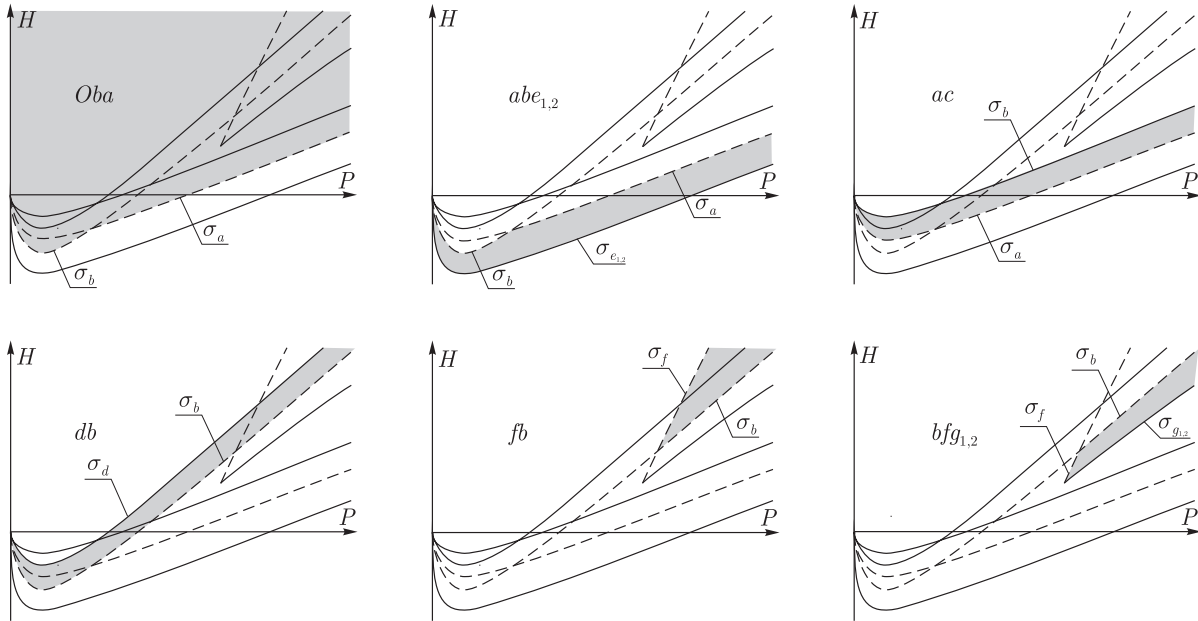 H
Oba
P
σ_a
σ_b
H
abe_{1,2}
P
σ_a
σ_{e_{1,2}}
σ_b
H
ac
σ_b
P
σ_a
H
σ_b
db
σ_d
P
H
σ_f
fb
σ_b
P
H
σ_b
σ_f
bfg_{1,2}
σ_{g_{1,2}}
P